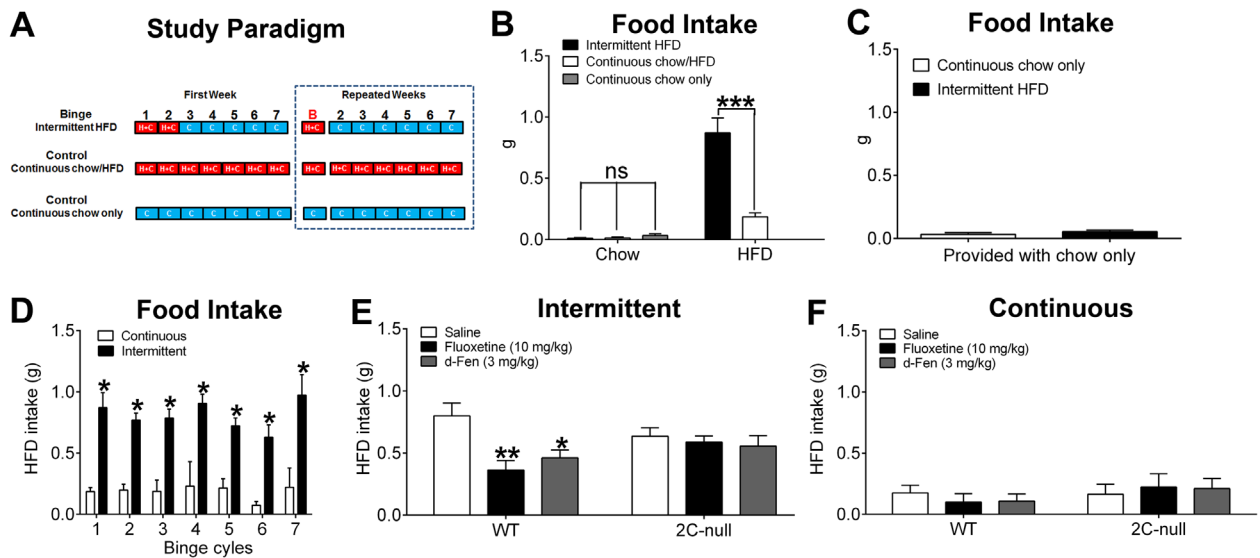 A
Study Paradigm
First Week
Repeated Weeks
Binge
Intermittent HFD
1 2 3 4 5 6 7
B 2 3 4 5 6 7
H+C H+C C C C C C
H+C C C C C C C
Control
Continuous chow/HFD
H+C H+C H+C H+C H+C H+C H+C
H+C H+C H+C H+C H+C H+C H+C
Control
Continuous chow only
C C C C C C C
C C C C C C C
B
Food Intake
Intermittent HFD
Continuous chow/HFD
Continuous chow only
g
1.5
1.0
0.5
0.0
ns
***
Chow
HFD
C
Food Intake
Continuous chow only
Intermittent HFD
g
1.5
1.0
0.5
0.0
Provided with chow only
D
Food Intake
Continuous
Intermittent
HFD intake (g)
1.5
1.0
0.5
0.0
* * * * * * *
1 2 3 4 5 6 7
Binge cyles
E
Intermittent
Saline
Fluoxetine (10 mg/kg)
d-Fen (3 mg/kg)
HFD intake (g)
1.5
1.0
0.5
0.0
**
*
WT
2C-null
F
Continuous
Saline
Fluoxetine (10 mg/kg)
d-Fen (3 mg/kg)
HFD intake (g)
1.5
1.0
0.5
0.0
WT
2C-null